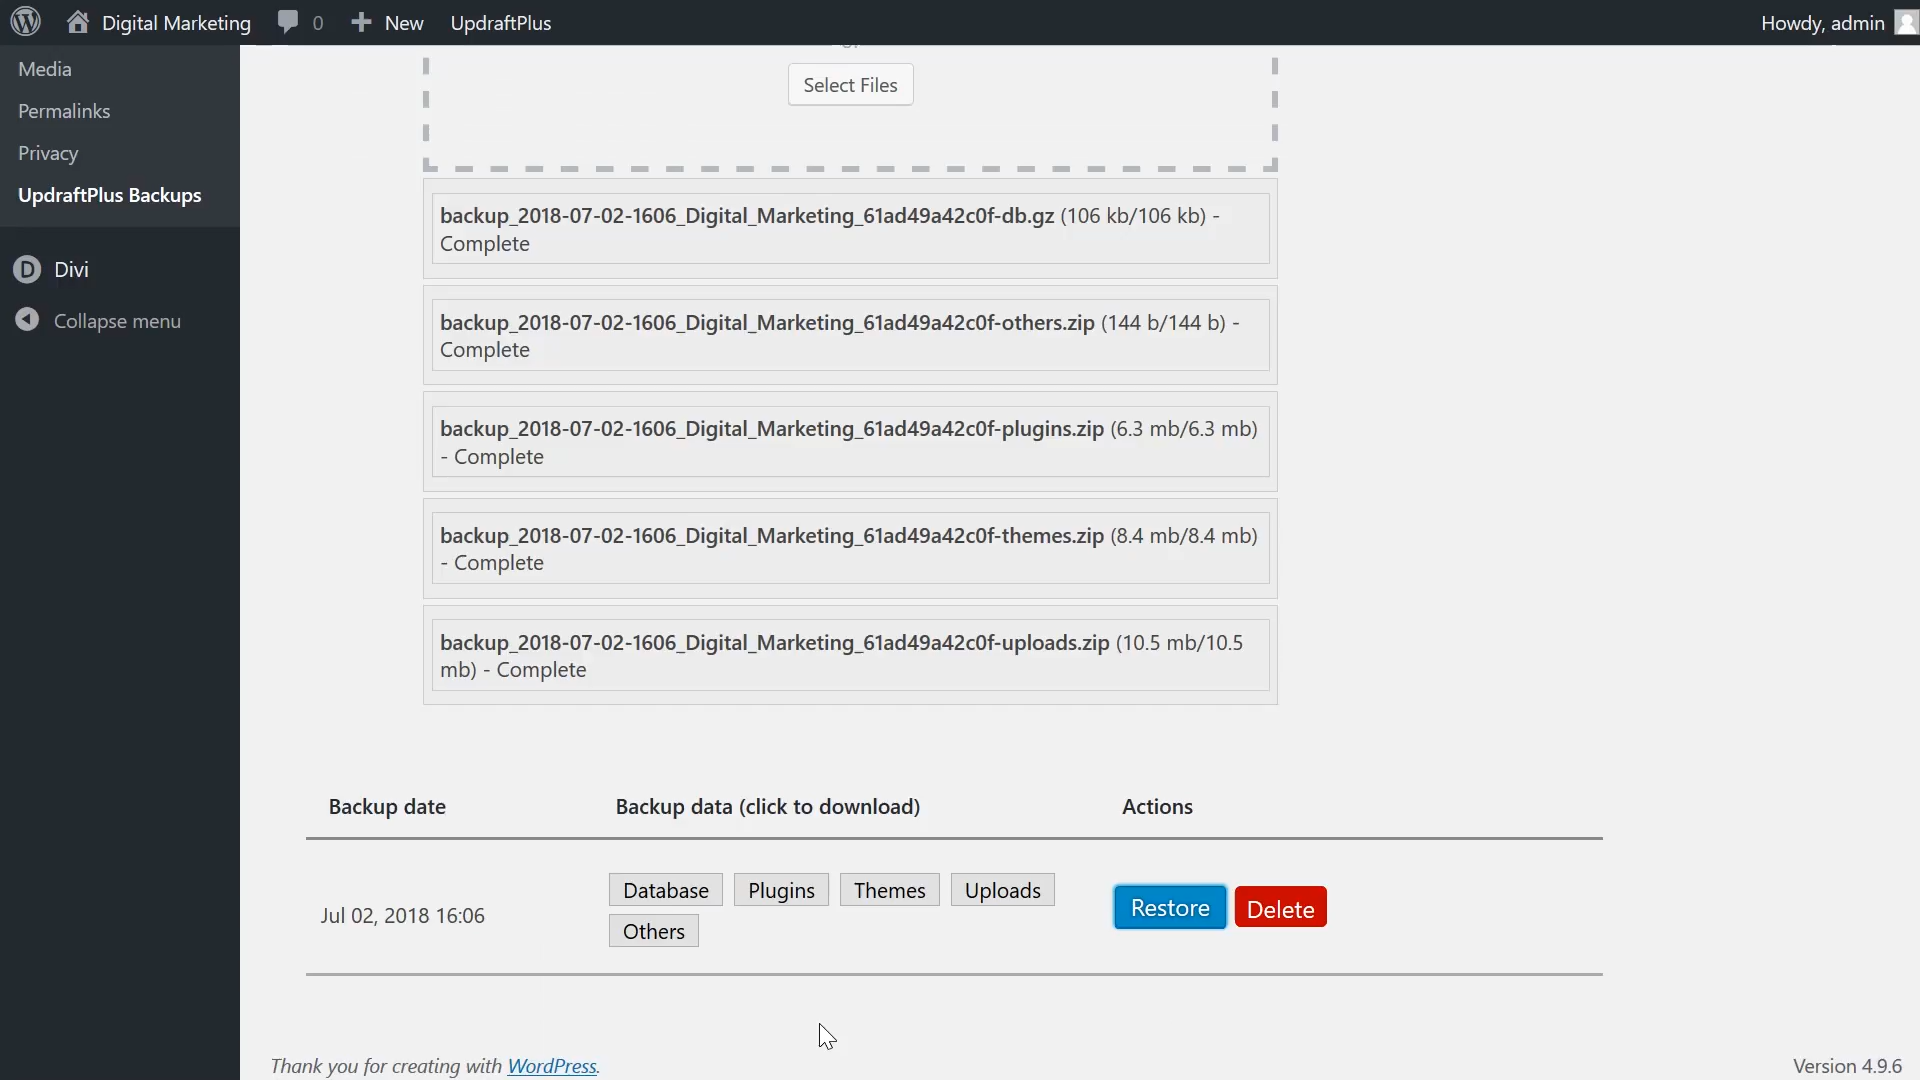 Digital Marketing 0 New UpdraftPlus Howdy, admin
Media
Permalinks
Privacy
UpdraftPlus Backups
D Divi
Collapse menu
Select Files
backup_2018-07-02-1606_Digital_Marketing_61ad49a42c0f-db.gz (106 kb/106 kb) -
Complete
backup_2018-07-02-1606_Digital_Marketing_61ad49a42c0f-others.zip (144 b/144 b) -
Complete
backup_2018-07-02-1606_Digital_Marketing_61ad49a42c0f-plugins.zip (6.3 mb/6.3 mb)
- Complete
backup_2018-07-02-1606_Digital_Marketing_61ad49a42c0f-themes.zip (8.4 mb/8.4 mb)
- Complete
backup_2018-07-02-1606_Digital_Marketing_61ad49a42c0f-uploads.zip (10.5 mb/10.5
mb) - Complete
Backup date Backup data (click to download) Actions
Jul 02, 2018 16:06 Database Plugins Themes Uploads Restore Delete
Others
Thank you for creating with WordPress. Version 4.9.6